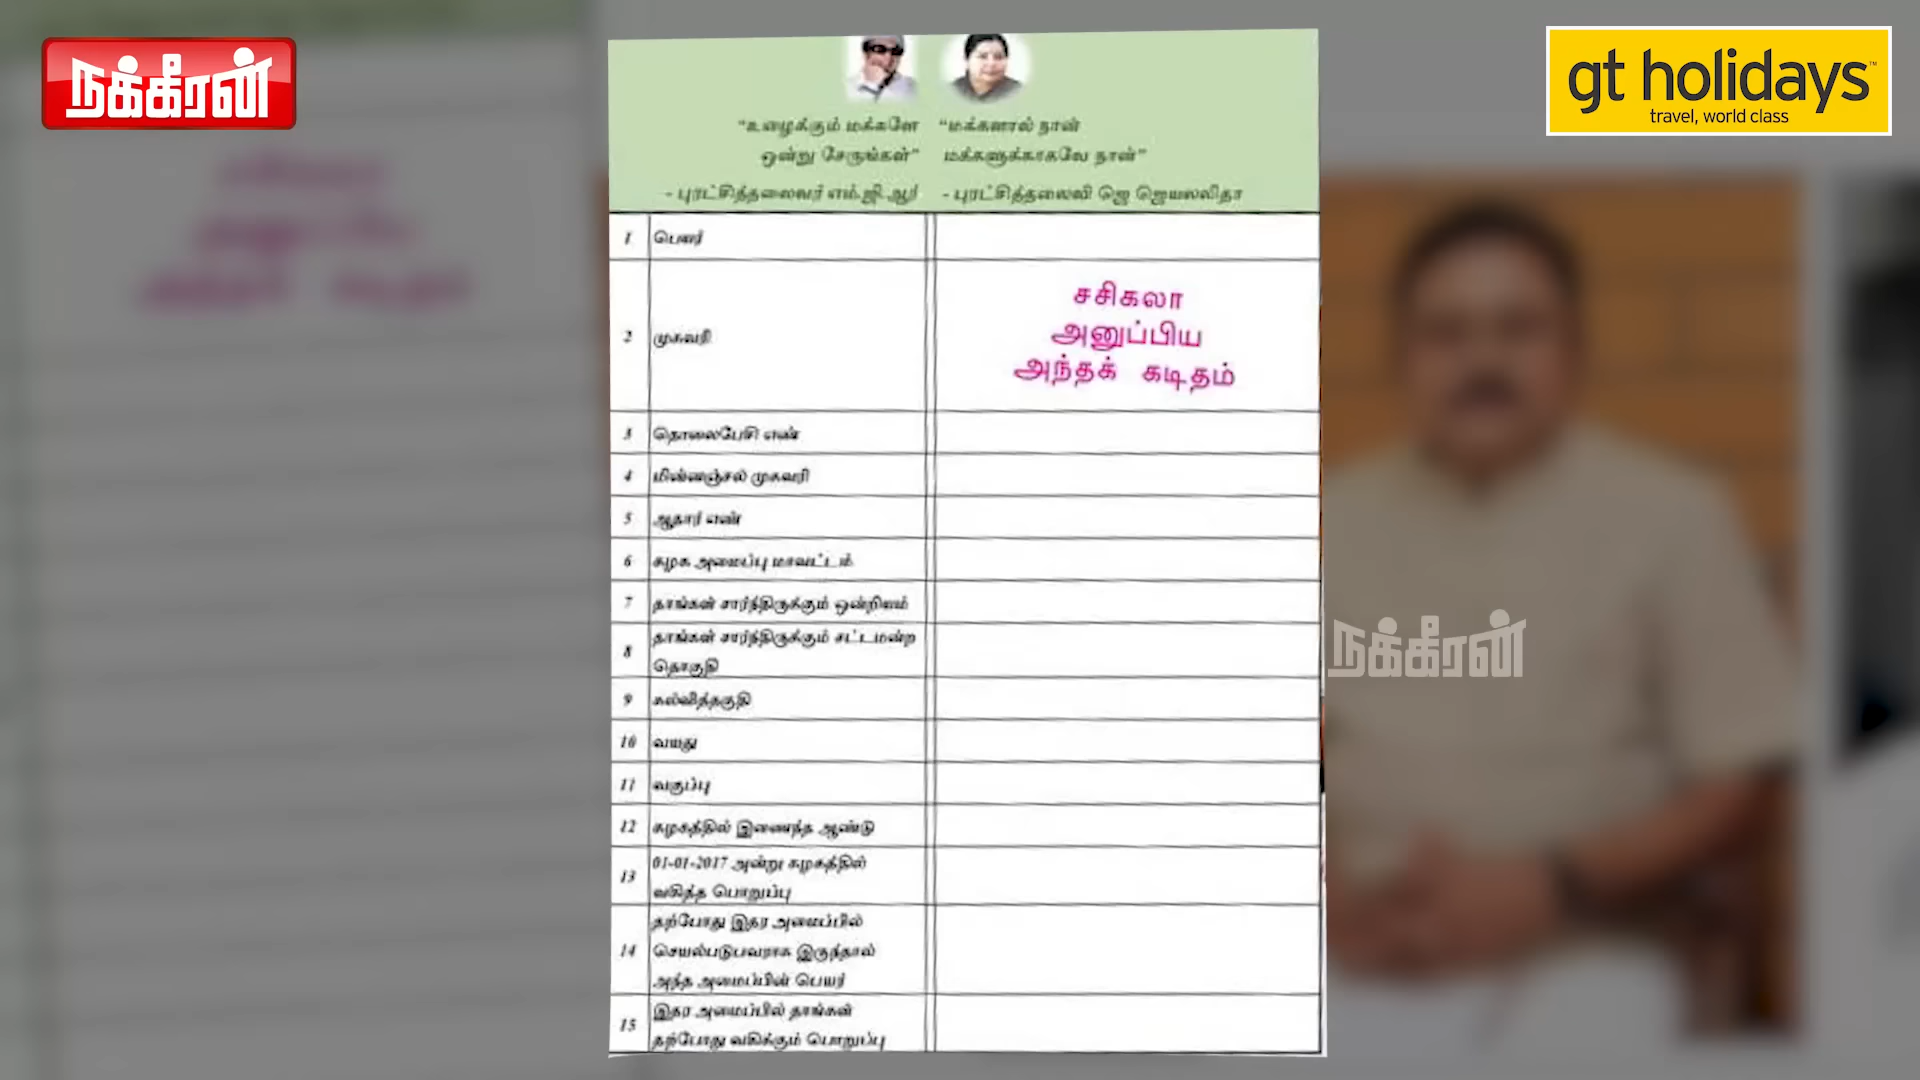 நக்கீரன்
gt holidays™
travel, world class
“உழைக்கும் மக்களே
ஒன்று சேருங்கள்”
- புரட்சித்தலைவர் எம்.ஜி.ஆர்
“மக்களால் நான்
மக்களுக்காகவே நான்”
- புரட்சித்தலைவி ஜெ ஜெயலலிதா
1 பெயர்
2 முகவரி
சசிகலா
அனுப்பிய
அந்தக் கடிதம்
3 தொலைபேசி எண்
4 மின்னஞ்சல் முகவரி
5 ஆதார் எண்
6 கழக அமைப்பு மாவட்டம்
7 தாங்கள் சார்ந்திருக்கும் ஒன்றியம்
8 தாங்கள் சார்ந்திருக்கும் சட்டமன்ற
தொகுதி
9 கல்வித்தகுதி
10 வயது
11 வகுப்பு
12 கழகத்தில் இணைந்த ஆண்டு
13 01-01-2017 அன்று கழகத்தில்
வகித்த பொறுப்பு
14 தற்போது இதர அமைப்பில்
செயல்படுபவராக இருந்தால்
அந்த அமைப்பின் பெயர்
15 இதர அமைப்பில் தாங்கள்
தற்போது வகிக்கும் பொறுப்பு
நக்கீரன்